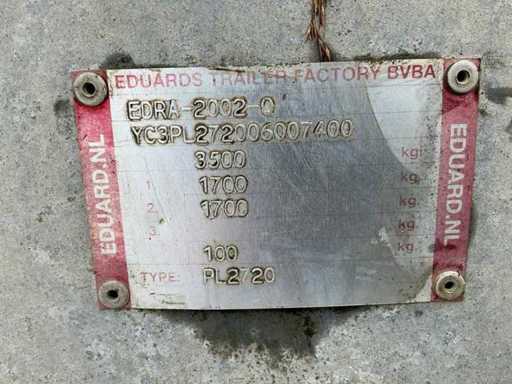 EDUARDS TRAILER FACTORY BVBA
EDRA-2002-0
YC3PL272006007400
3500 kg
1. 1700 kg
2. 1700 kg
3. kg
100 kg
TYPE: PL2720
EDUARD.NL
EDUARD.NL